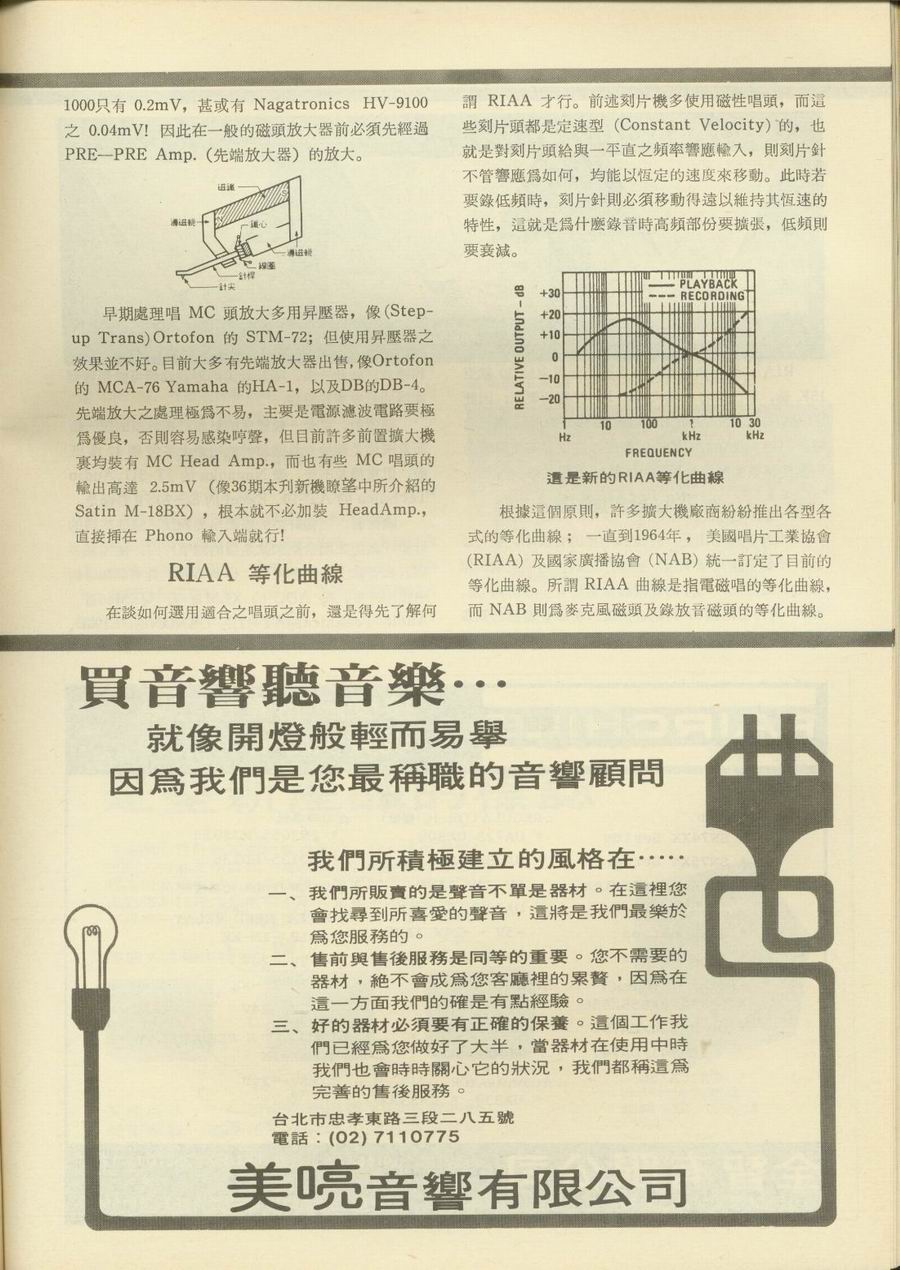 1000只有 0.2mV，甚或有 Nagatronics HV-9100
之 0.04mV! 因此在一般的磁頭放大器前必須先經過
PRE—PRE Amp.（先端放大器）的放大。
磁鐵
導磁軛
鐵心
導磁軛
線圈
針桿
針尖
早期處理唱 MC 頭放大多用昇壓器，像(Step-
up Trans)Ortofon 的 STM-72；但使用昇壓器之
效果並不好。目前大多有先端放大器出售，像Ortofon
的 MCA-76 Yamaha 的HA-1，以及DB的DB-4。
先端放大之處理極爲不易，主要是電源濾波電路要極
爲優良，否則容易感染哼聲，但目前許多前置擴大機
裏均裝有 MC Head Amp.，而也有些 MC 唱頭的
輸出高達 2.5mV（像36期本刋新機瞭望中所介紹的
Satin M-18BX），根本就不必加裝 HeadAmp.，
直接揷在 Phono 輸入端就行!
RIAA 等化曲線
在談如何選用適合之唱頭之前，還是得先了解何
謂 RIAA 才行。前述刻片機多使用磁性唱頭，而這
些刻片頭都是定速型（Constant Velocity）的，也
就是對刻片頭給與一平直之頻率響應輸入，則刻片針
不管響應爲如何，均能以恆定的速度來移動。此時若
要錄低頻時，刻片針則必須移動得遠以維持其恆速的
特性，這就是爲什麼錄音時高頻部份要擴張，低頻則
要衰減。
PLAYBACK
RECORDING
RELATIVE OUTPUT - dB
+30
+20
+10
0
-10
-20
1 10 100 1 10 30
Hz kHz kHz
FREQUENCY
這是新的RIAA等化曲線
根據這個原則，許多擴大機廠商紛紛推出各型各
式的等化曲線；一直到1964年，美國唱片工業協會
(RIAA) 及國家廣播協會 (NAB) 統一訂定了目前的
等化曲線。所謂 RIAA 曲線是指電磁唱的等化曲線，
而 NAB 則爲麥克風磁頭及錄放音磁頭的等化曲線。
買音響聽音樂…
就像開燈般輕而易舉
因爲我們是您最稱職的音響顧問
我們所積極建立的風格在‥‥‥
一、我們所販賣的是聲音不單是器材。在這裡您
會找尋到所喜愛的聲音，這將是我們最樂於
爲您服務的。
二、售前與售後服務是同等的重要。您不需要的
器材，絕不會成爲您客廳裡的累贅，因爲在
這一方面我們的確是有點經驗。
三、好的器材必須要有正確的保養。這個工作我
們已經爲您做好了大半，當器材在使用中時
我們也會時時關心它的狀況，我們都稱這爲
完善的售後服務。
台北市忠孝東路三段二八五號
電話：(02) 7110775
美喨音響有限公司